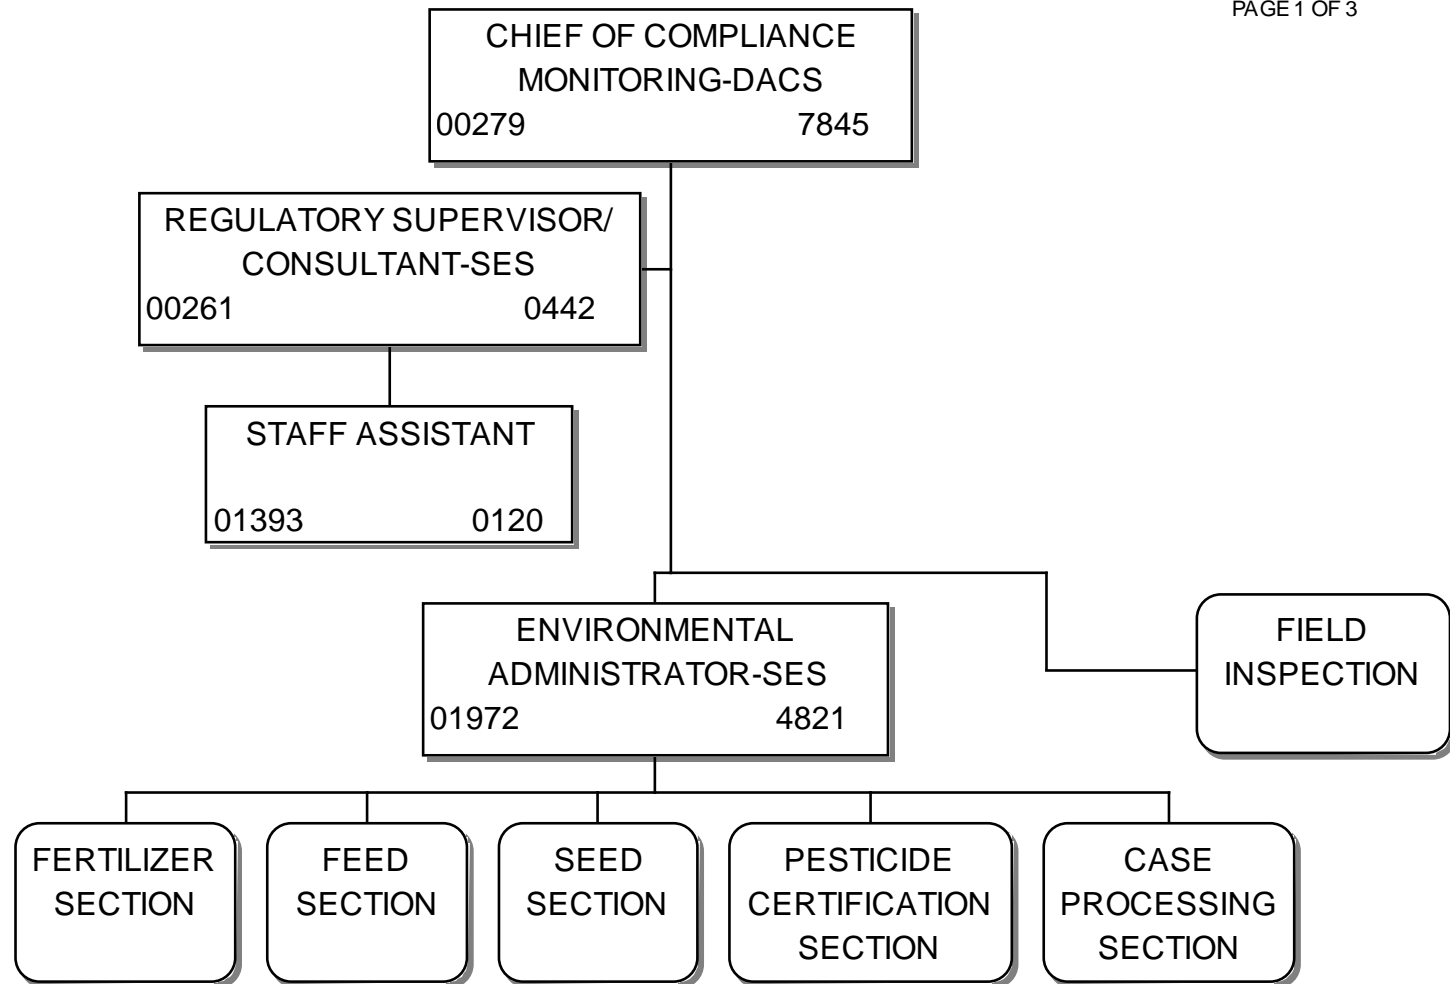 PAGE 1 OF 3
CHIEF OF COMPLIANCE
MONITORING-DACS
00279 7845
REGULATORY SUPERVISOR/
CONSULTANT-SES
00261 0442
STAFF ASSISTANT
01393 0120
ENVIRONMENTAL
ADMINISTRATOR-SES
01972 4821
FIELD
INSPECTION
FERTILIZER
SECTION
FEED
SECTION
SEED
SECTION
PESTICIDE
CERTIFICATION
SECTION
CASE
PROCESSING
SECTION